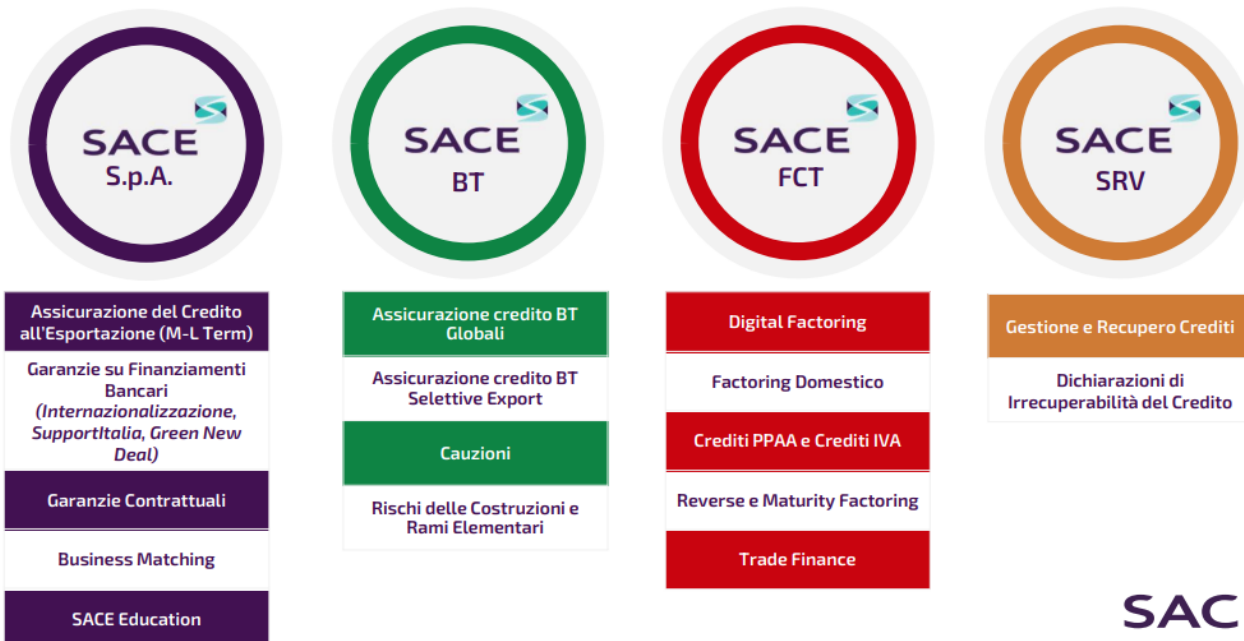 SACE
S.p.A.
Assicurazione del Credito
all'Esportazione (M-L Term)
Garanzie su Finanziamenti
Bancari
(Internazionalizzazione,
SupportItalia, Green New
Deal)
Garanzie Contrattuali
Business Matching
SACE Education
SACE
BT
Assicurazione credito BT
Globali
Assicurazione credito BT
Selettive Export
Cauzioni
Rischi delle Costruzioni e
Rami Elementari
SACE
FCT
Digital Factoring
Factoring Domestico
Crediti PPAA e Crediti IVA
Reverse e Maturity Factoring
Trade Finance
SACE
SRV
Gestione e Recupero Crediti
Dichiarazioni di
Irrecuperabilità del Credito
SAC